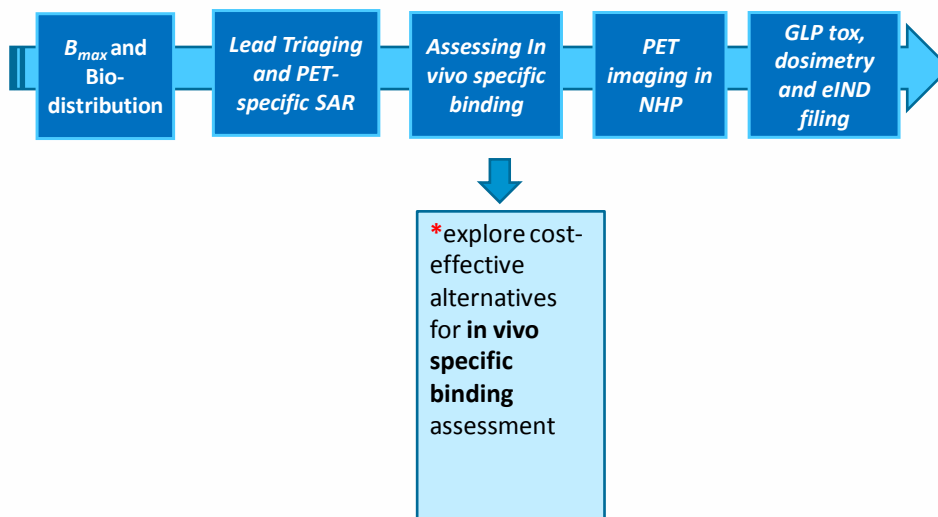 B_max and
Bio-
distribution
Lead Triaging
and PET-
specific SAR
Assessing In
vivo specific
binding
PET
imaging in
NHP
GLP tox,
dosimetry
and eIND
filing
*explore cost-
effective
alternatives
for in vivo
specific
binding
assessment